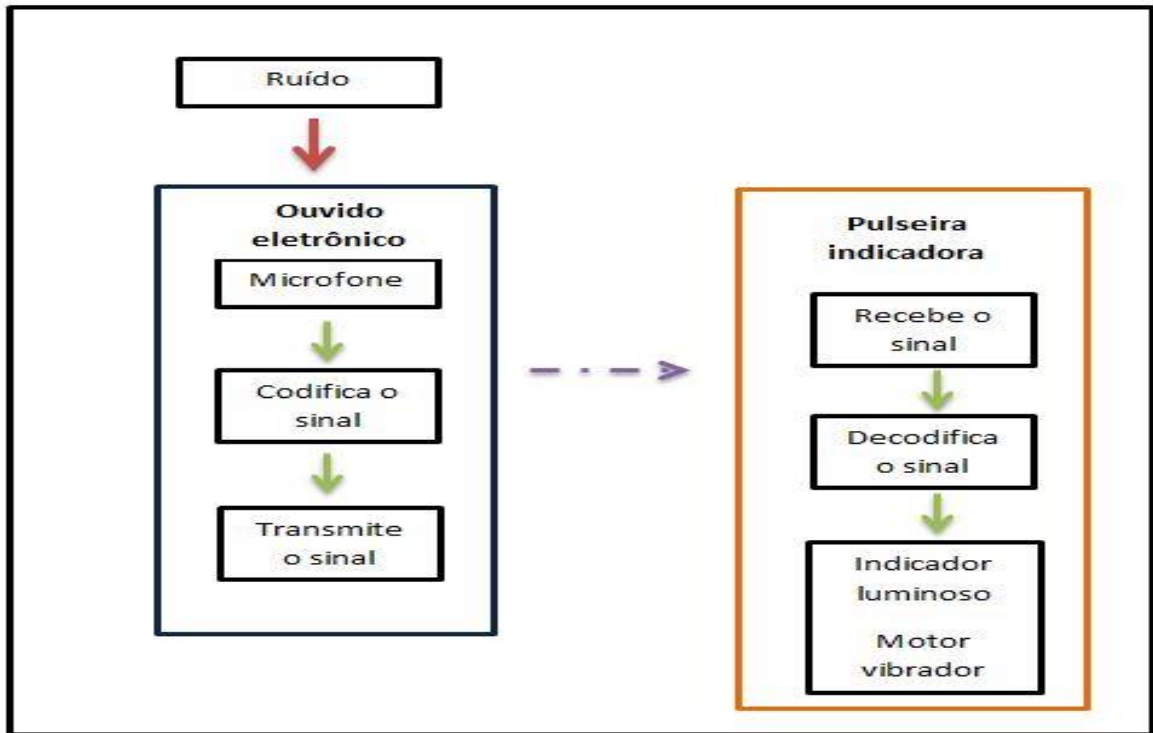 Ruído
Ouvido
eletrônico
Microfone
Codifica o
sinal
Transmite
o sinal
Pulseira
indicadora
Recebe o
sinal
Decodifica
o sinal
Indicador
luminoso
Motor
vibrador